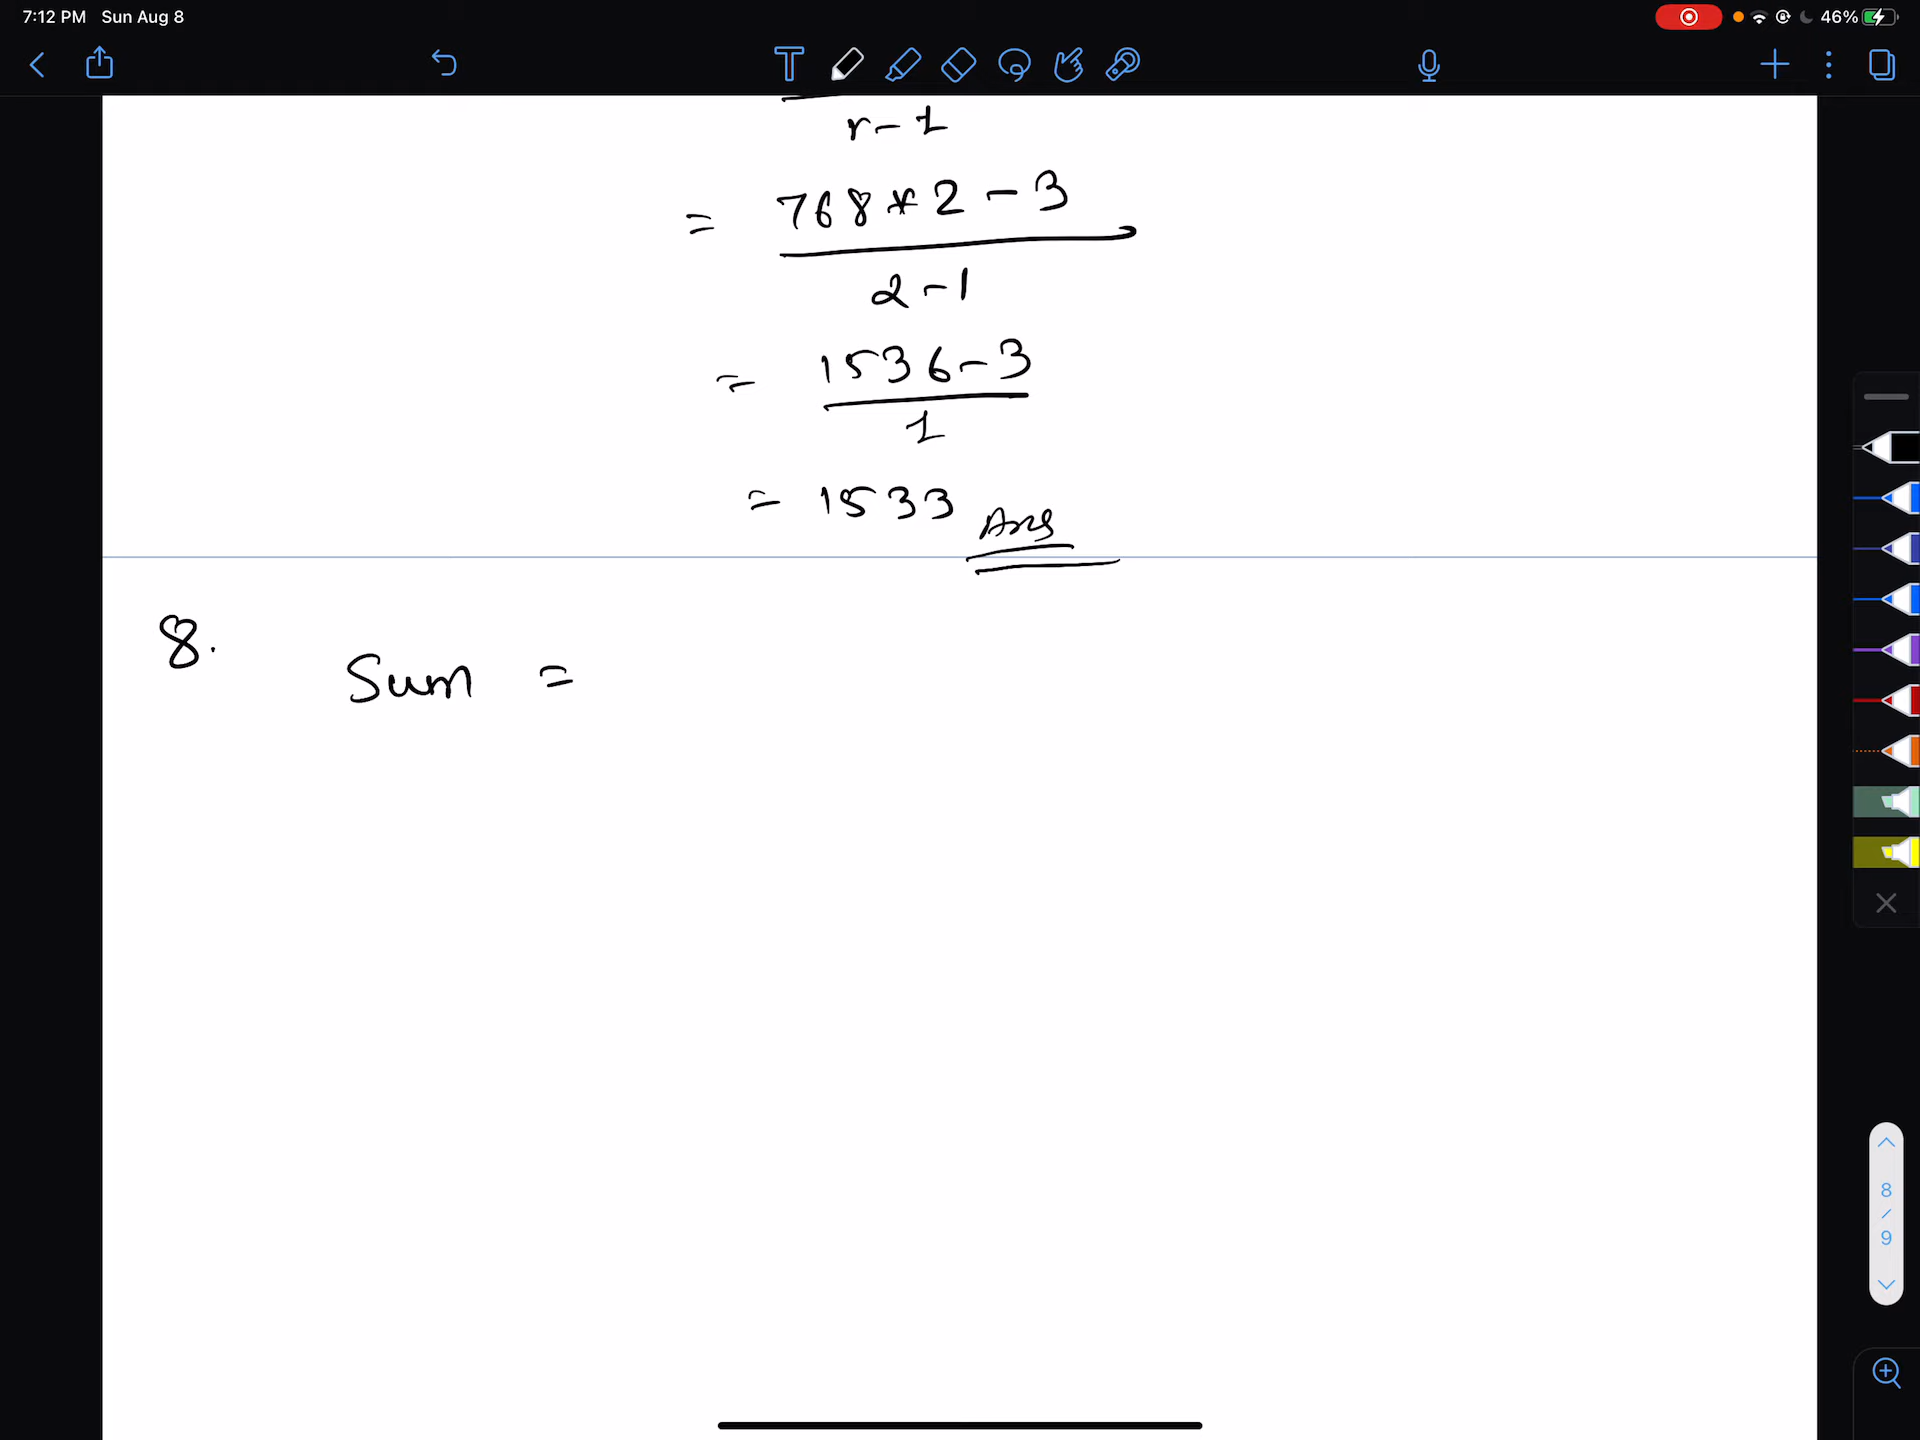 7:12 PM Sun Aug 8
46%
T
r-1
= 768*2-3
2-1
= 1536-3
1
= 1533 Ans
8.
Sum =
8
/
9